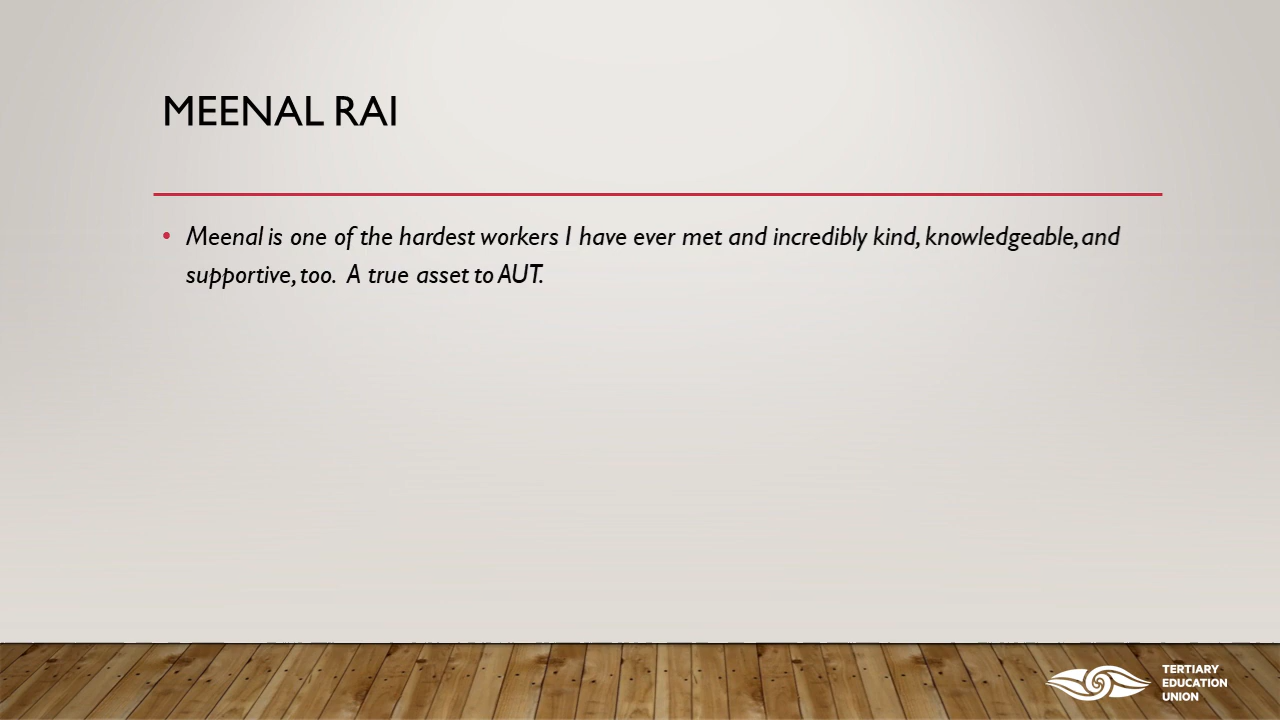 MEENAL RAI
• Meenal is one of the hardest workers I have ever met and incredibly kind, knowledgeable, and
supportive, too.  A true asset to AUT.
TERTIARY
EDUCATION
UNION